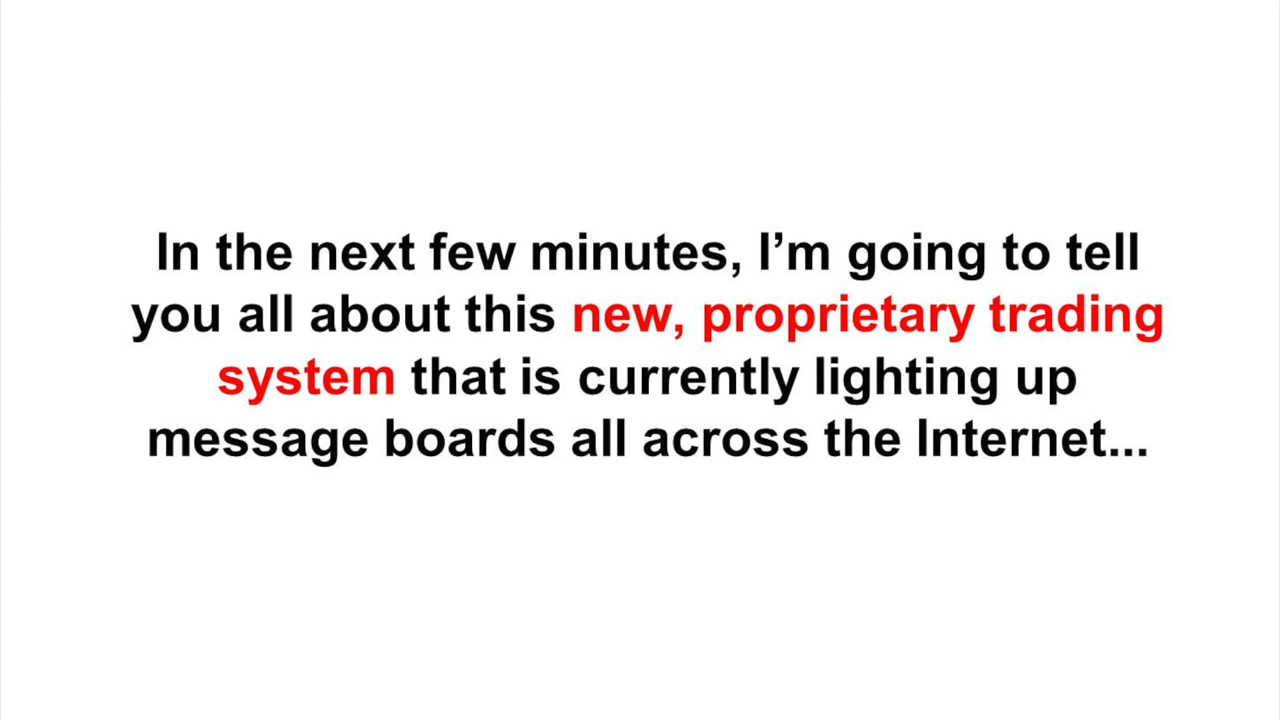 In the next few minutes, I’m going to tell
you all about this new, proprietary trading
system that is currently lighting up
message boards all across the Internet...